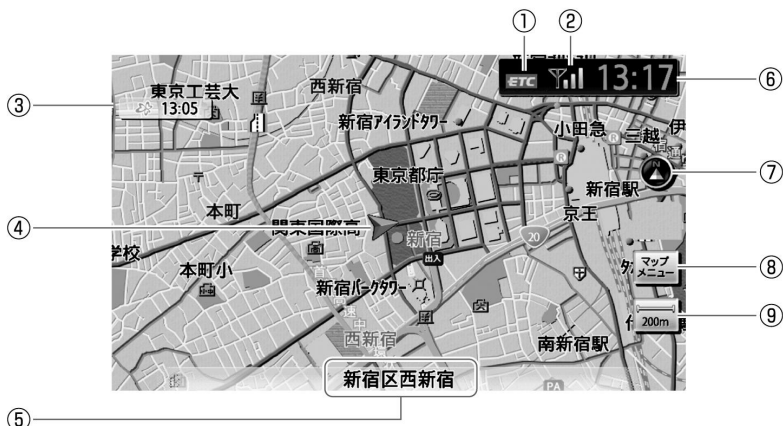 ①
②
③
④
⑤
⑥
⑦
⑧
⑨
ETC
13:17
東京工芸大
13:05
西新宿
新宿アイランドタワー
小田急
三越
伊
東京都庁
新宿駅
本町
関東国際高
京王
新宿
20
学校
出入
本町小
新宿パークタワー
マップ
メニュー
200m
西新宿
南新宿駅
新宿区西新宿
PA
N